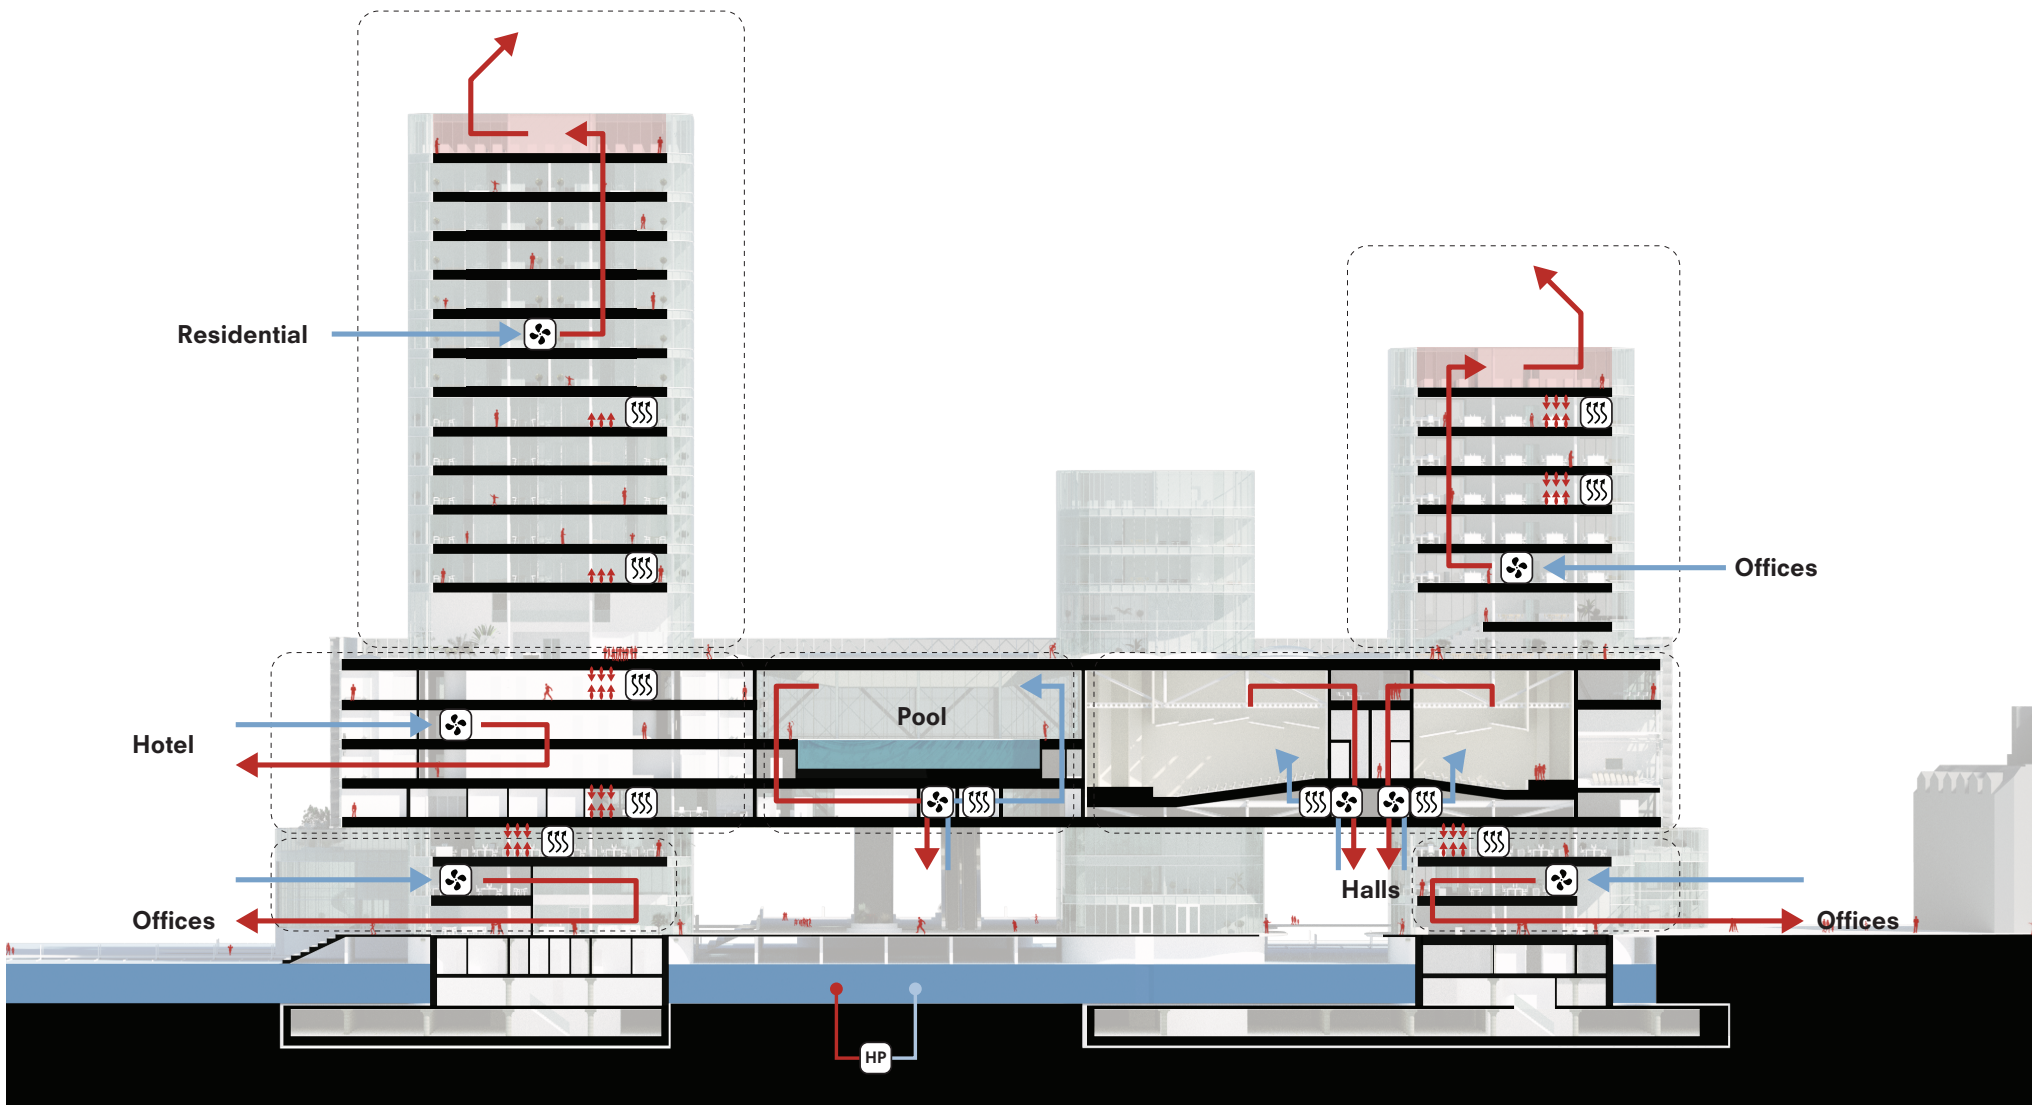 Residential
Offices
Pool
Hotel
Halls
Offices
Offices
HP